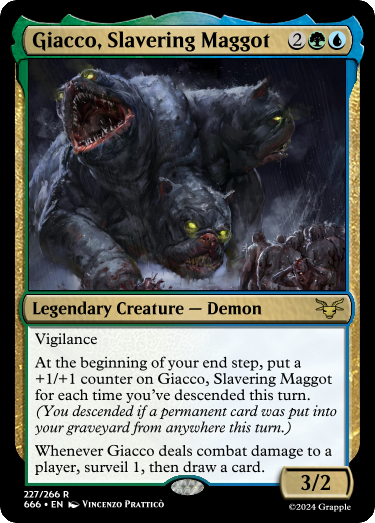 Giacco, Slavering Maggot 2
Legendary Creature — Demon
Vigilance
At the beginning of your end step, put a
+1/+1 counter on Giacco, Slavering Maggot
for each time you've descended this turn.
(You descended if a permanent card was put into
your graveyard from anywhere this turn.)
Whenever Giacco deals combat damage to a
player, surveil 1, then draw a card.
3/2
227/266 R
666 • EN Vincenzo Pratticò
©2024 Grapple